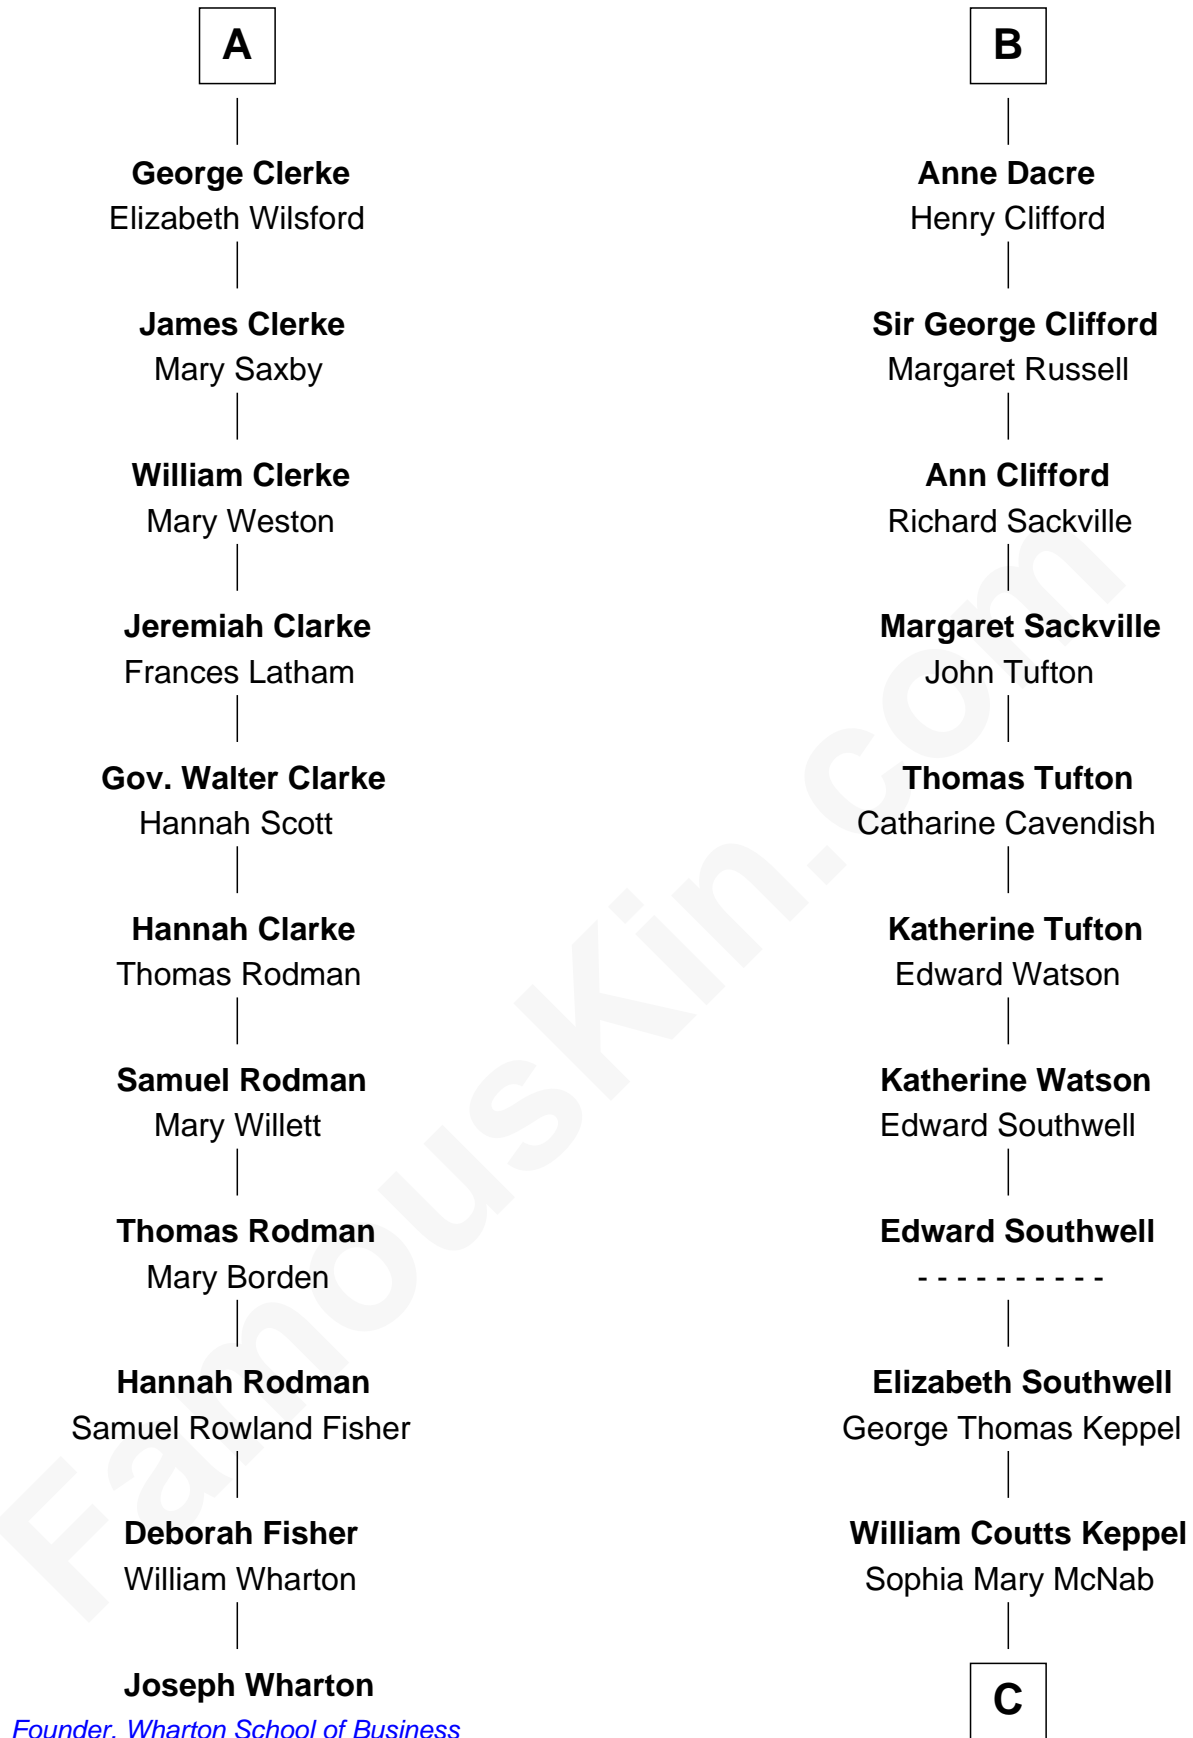 A
George Clerke
Elizabeth Wilsford
James Clerke
Mary Saxby
William Clerke
Mary Weston
Jeremiah Clarke
Frances Latham
Gov. Walter Clarke
Hannah Scott
Hannah Clarke
Thomas Rodman
Samuel Rodman
Mary Willett
Thomas Rodman
Mary Borden
Hannah Rodman
Samuel Rowland Fisher
Deborah Fisher
William Wharton
Joseph Wharton
Founder, Wharton School of Business
B
Anne Dacre
Henry Clifford
Sir George Clifford
Margaret Russell
Ann Clifford
Richard Sackville
Margaret Sackville
John Tufton
Thomas Tufton
Catharine Cavendish
Katherine Tufton
Edward Watson
Katherine Watson
Edward Southwell
Edward Southwell
- - - - - - - - - -
Elizabeth Southwell
George Thomas Keppel
William Coutts Keppel
Sophia Mary McNab
C
FamousKin.com